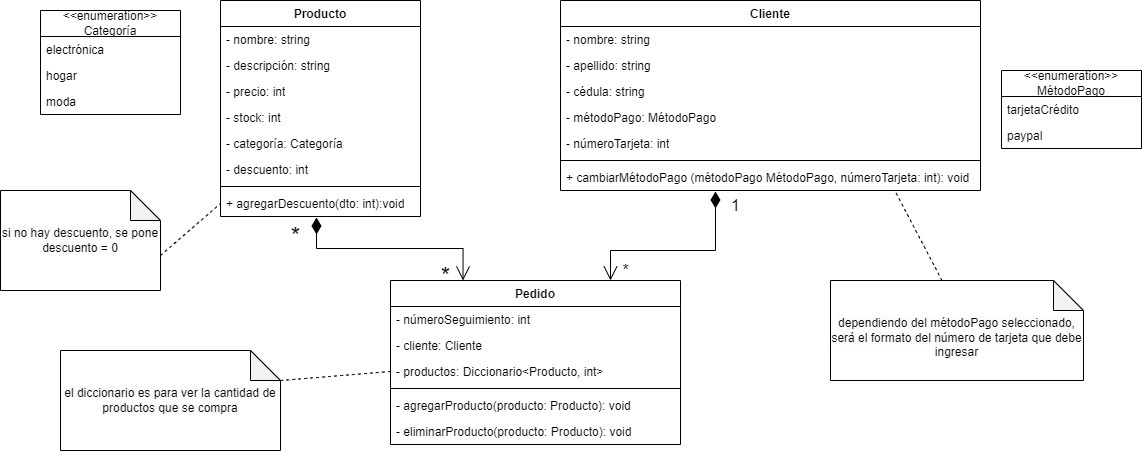 <<enumeration>>
Categoría
electrónica
hogar
moda
Producto
- nombre: string
- descripción: string
- precio: int
- stock: int
- categoría: Categoría
- descuento: int
+ agregarDescuento(dto: int):void
Cliente
- nombre: string
- apellido: string
- cédula: string
- métodoPago: MétodoPago
- númeroTarjeta: int
+ cambiarMétodoPago (métodoPago MétodoPago, númeroTarjeta: int): void
<<enumeration>>
MétodoPago
tarjetaCrédito
paypal
si no hay descuento, se pone
descuento = 0
*
*
1
*
Pedido
- númeroSeguimiento: int
- cliente: Cliente
- productos: Diccionario<Producto, int>
- agregarProducto(producto: Producto): void
- eliminarProducto(producto: Producto): void
dependiendo del métodoPago seleccionado,
será el formato del número de tarjeta que debe
ingresar
el diccionario es para ver la cantidad de
productos que se compra